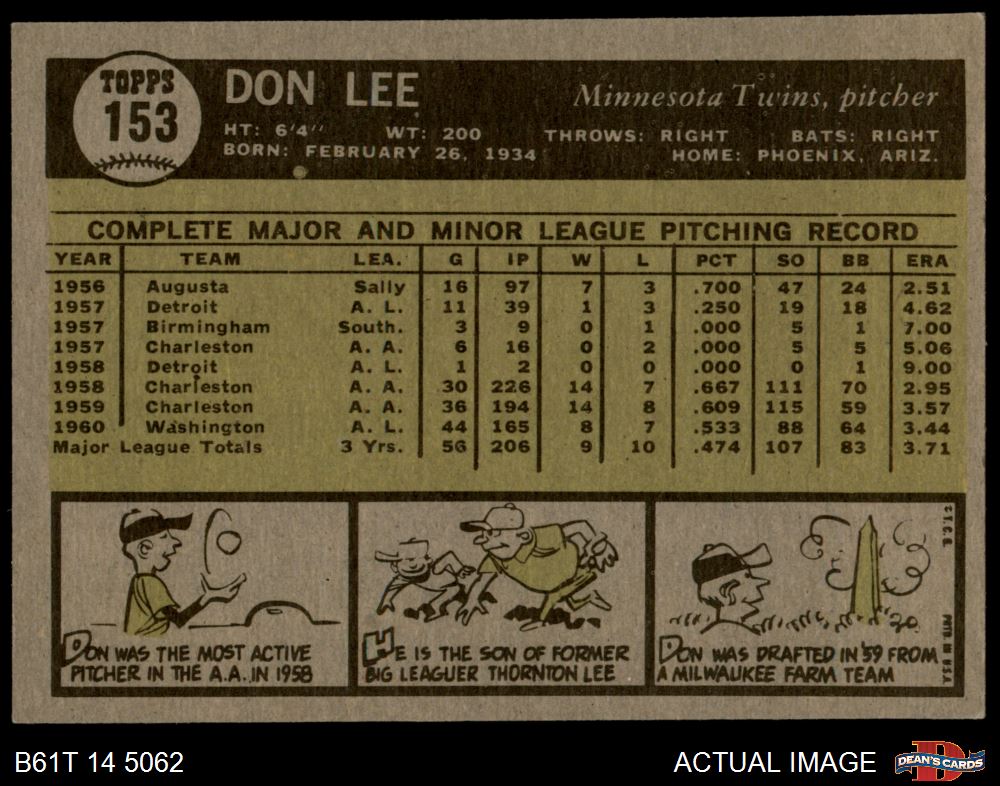 TOPPS
153
DON LEE
Minnesota Twins, pitcher
HT: 6'4" WT: 200 THROWS: RIGHT BATS: RIGHT
BORN: FEBRUARY 26, 1934 HOME: PHOENIX, ARIZ.
COMPLETE MAJOR AND MINOR LEAGUE PITCHING RECORD
YEAR TEAM LEA. G IP W L PCT SO BB ERA
1956 Augusta Sally 16 97 7 3 .700 47 24 2.51
1957 Detroit A. L. 11 39 1 3 .250 19 18 4.62
1957 Birmingham South. 3 9 0 1 .000 5 1 7.00
1957 Charleston A. A. 6 16 0 2 .000 5 5 5.06
1958 Detroit A. L. 1 2 0 0 .000 0 1 9.00
1958 Charleston A. A. 30 226 14 7 .667 111 70 2.95
1959 Charleston A. A. 36 194 14 8 .609 115 59 3.57
1960 Washington A. L. 44 165 8 7 .533 88 64 3.44
Major League Totals 3 Yrs. 56 206 9 10 .474 107 83 3.71
DON WAS THE MOST ACTIVE
PITCHER IN THE A.A. IN 1958
HE IS THE SON OF FORMER
BIG LEAGUER THORNTON LEE
DON WAS DRAFTED IN '59 FROM
A MILWAUKEE FARM TEAM
PRTD. IN U.S.A.
B61T 14 5062
ACTUAL IMAGE
D
DEAN'S CARDS